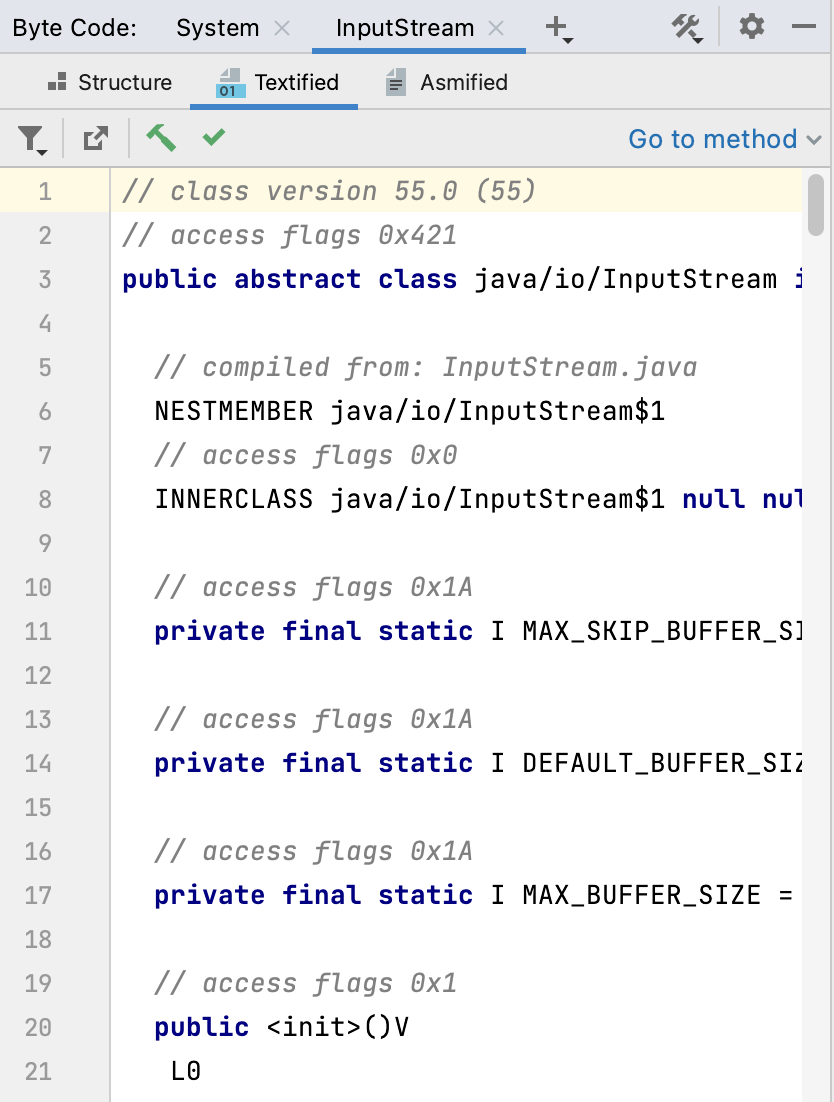 Byte Code: System InputStream
Structure Textified Asmified
Go to method
1 // class version 55.0 (55)
2 // access flags 0x421
3 public abstract class java/io/InputStream i
4
5 // compiled from: InputStream.java
6 NESTMEMBER java/io/InputStream$1
7 // access flags 0x0
8 INNERCLASS java/io/InputStream$1 null nul
9
10 // access flags 0x1A
11 private final static I MAX_SKIP_BUFFER_SI
12
13 // access flags 0x1A
14 private final static I DEFAULT_BUFFER_SIZ
15
16 // access flags 0x1A
17 private final static I MAX_BUFFER_SIZE =
18
19 // access flags 0x1
20 public <init>()V
21 L0